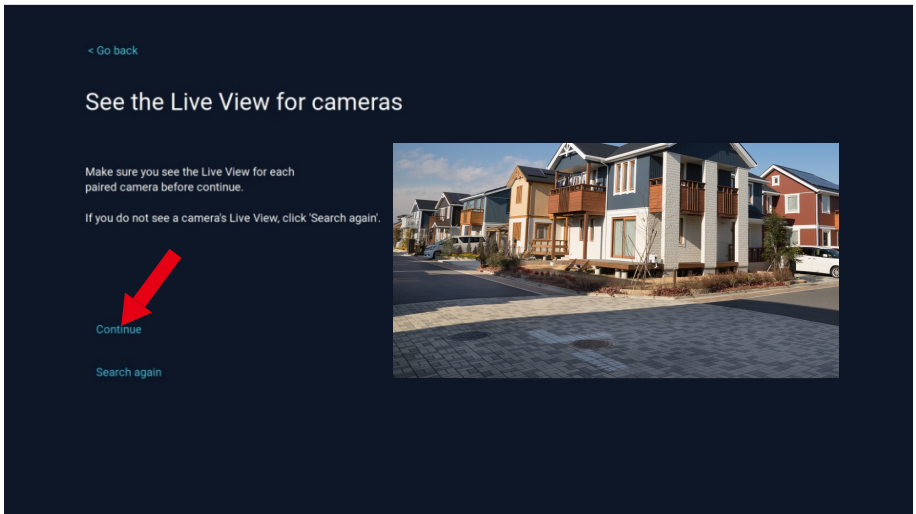 < Go back
See the Live View for cameras
Make sure you see the Live View for each
paired camera before continue.
If you do not see a camera's Live View, click 'Search again'.
Continue
Search again